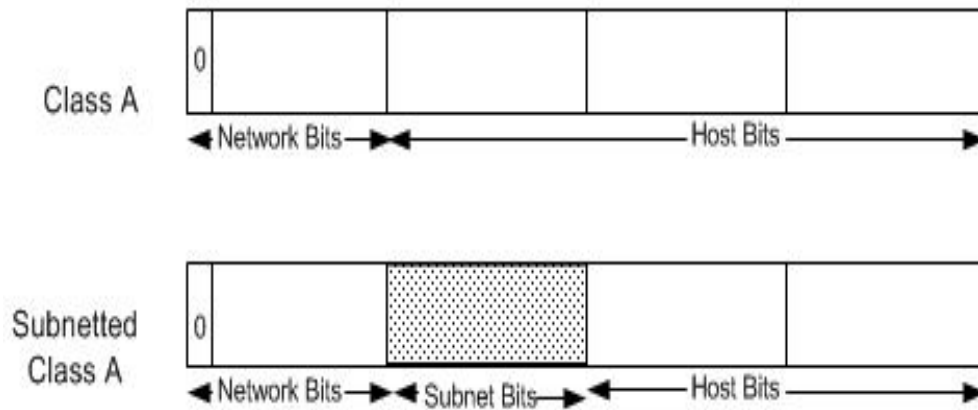 0
Class A
Network Bits
Host Bits
0
Subnetted
Class A
Network Bits
Subnet Bits
Host Bits